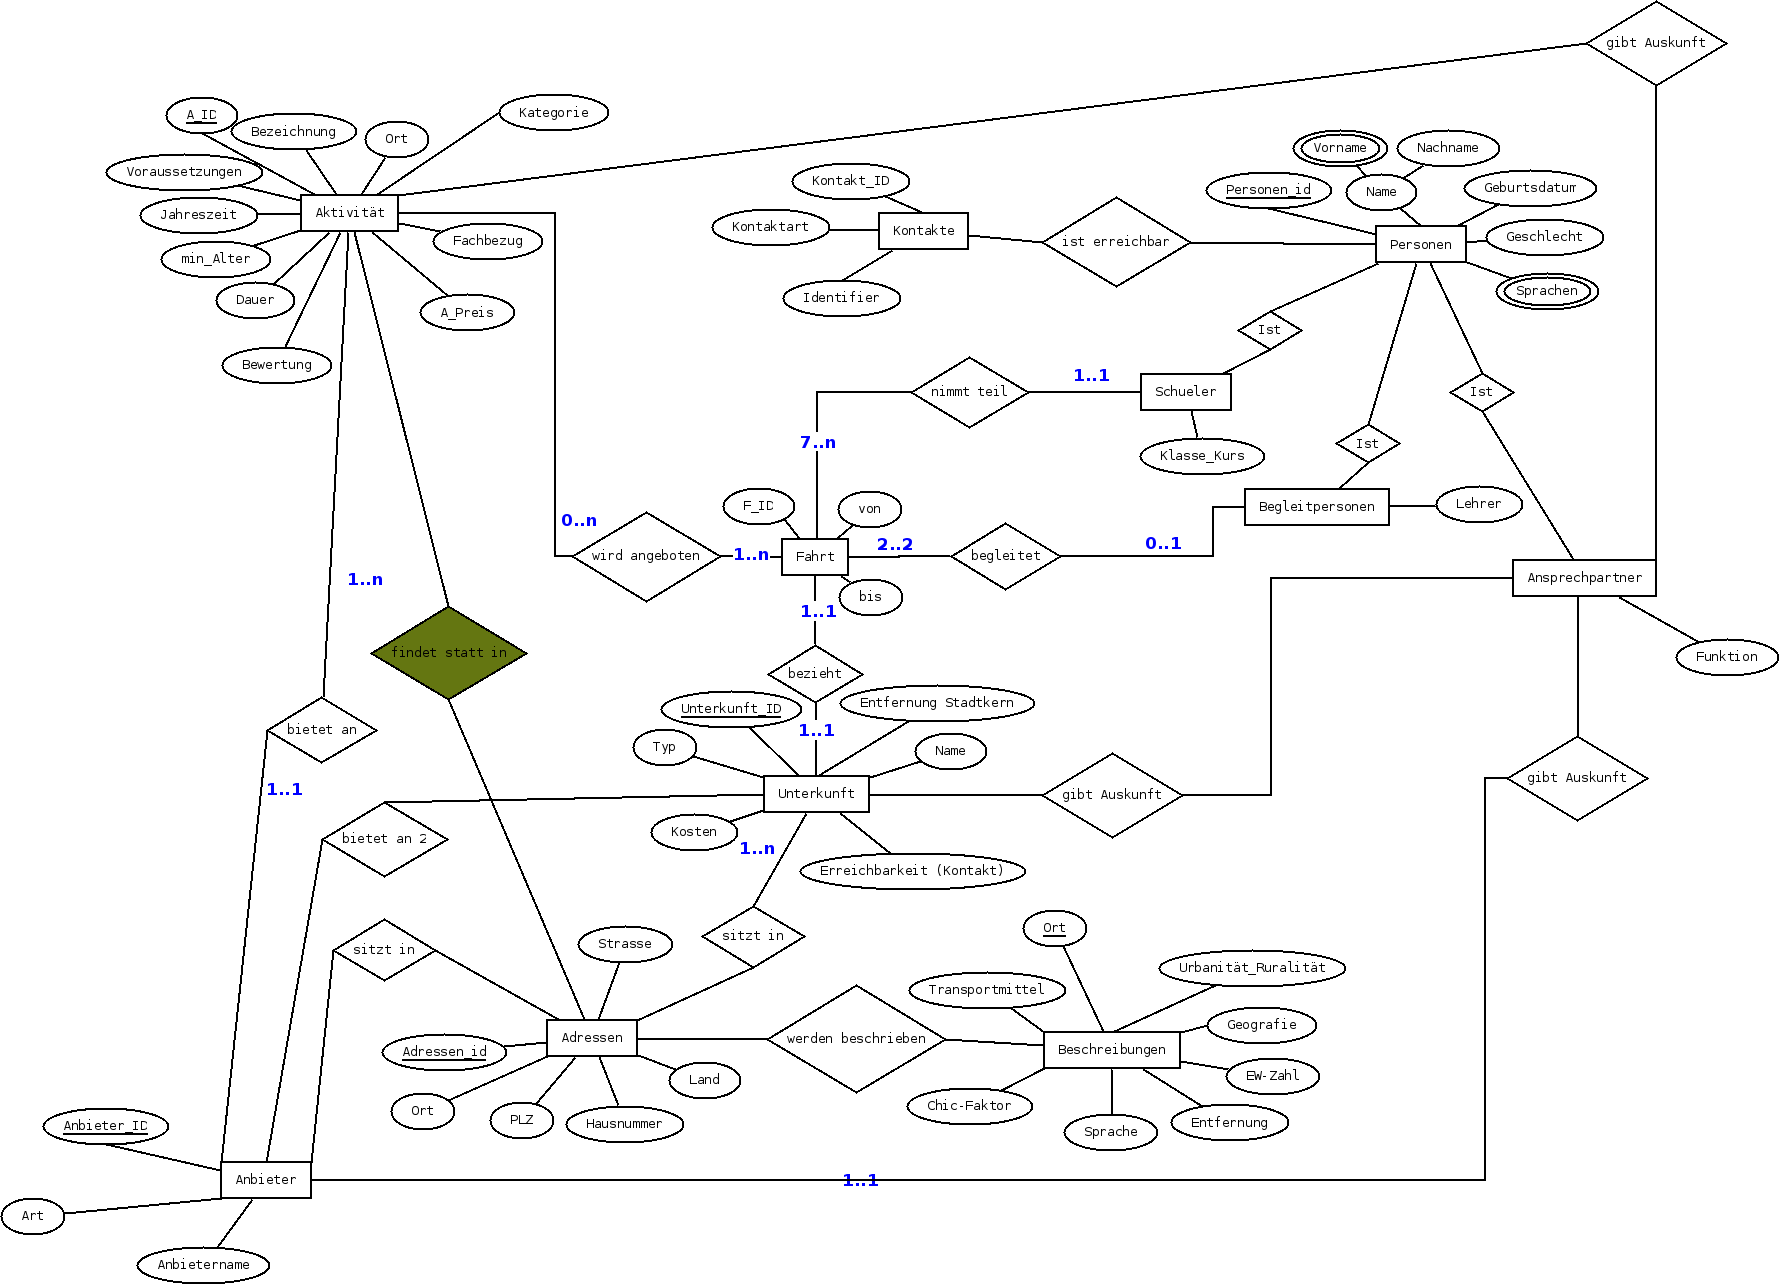 gibt Auskunft
A_ID
Bezeichnung
Ort
Kategorie
Voraussetzungen
Jahreszeit
Aktivität
Fachbezug
min_Alter
Dauer
A_Preis
Bewertung
Kontakt_ID
Kontaktart
Kontakte
Identifier
ist erreichbar
Vorname
Nachname
Personen_id
Name
Geburtsdatum
Personen
Geschlecht
Sprachen
Ist
Ist
Ist
nimmt teil
1..1
Schueler
Klasse_Kurs
7..n
F_ID
von
Begleitpersonen
Lehrer
0..n
wird angeboten
1..n
Fahrt
2..2
begleitet
0..1
bis
1..1
Ansprechpartner
Funktion
1..n
findet statt in
bezieht
bietet an
1..1
Unterkunft_ID
Entfernung Stadtkern
1..1
Typ
Name
Unterkunft
gibt Auskunft
gibt Auskunft
Kosten
1..n
Erreichbarkeit (Kontakt)
bietet an 2
sitzt in
sitzt in
Strasse
Adressen
Adressen_id
Ort
PLZ
Hausnummer
Land
werden beschrieben
Ort
Transportmittel
Urbanität_Ruralität
Geografie
Beschreibungen
EW-Zahl
Chic-Faktor
Sprache
Entfernung
Anbieter_ID
Anbieter
1..1
Art
Anbietername